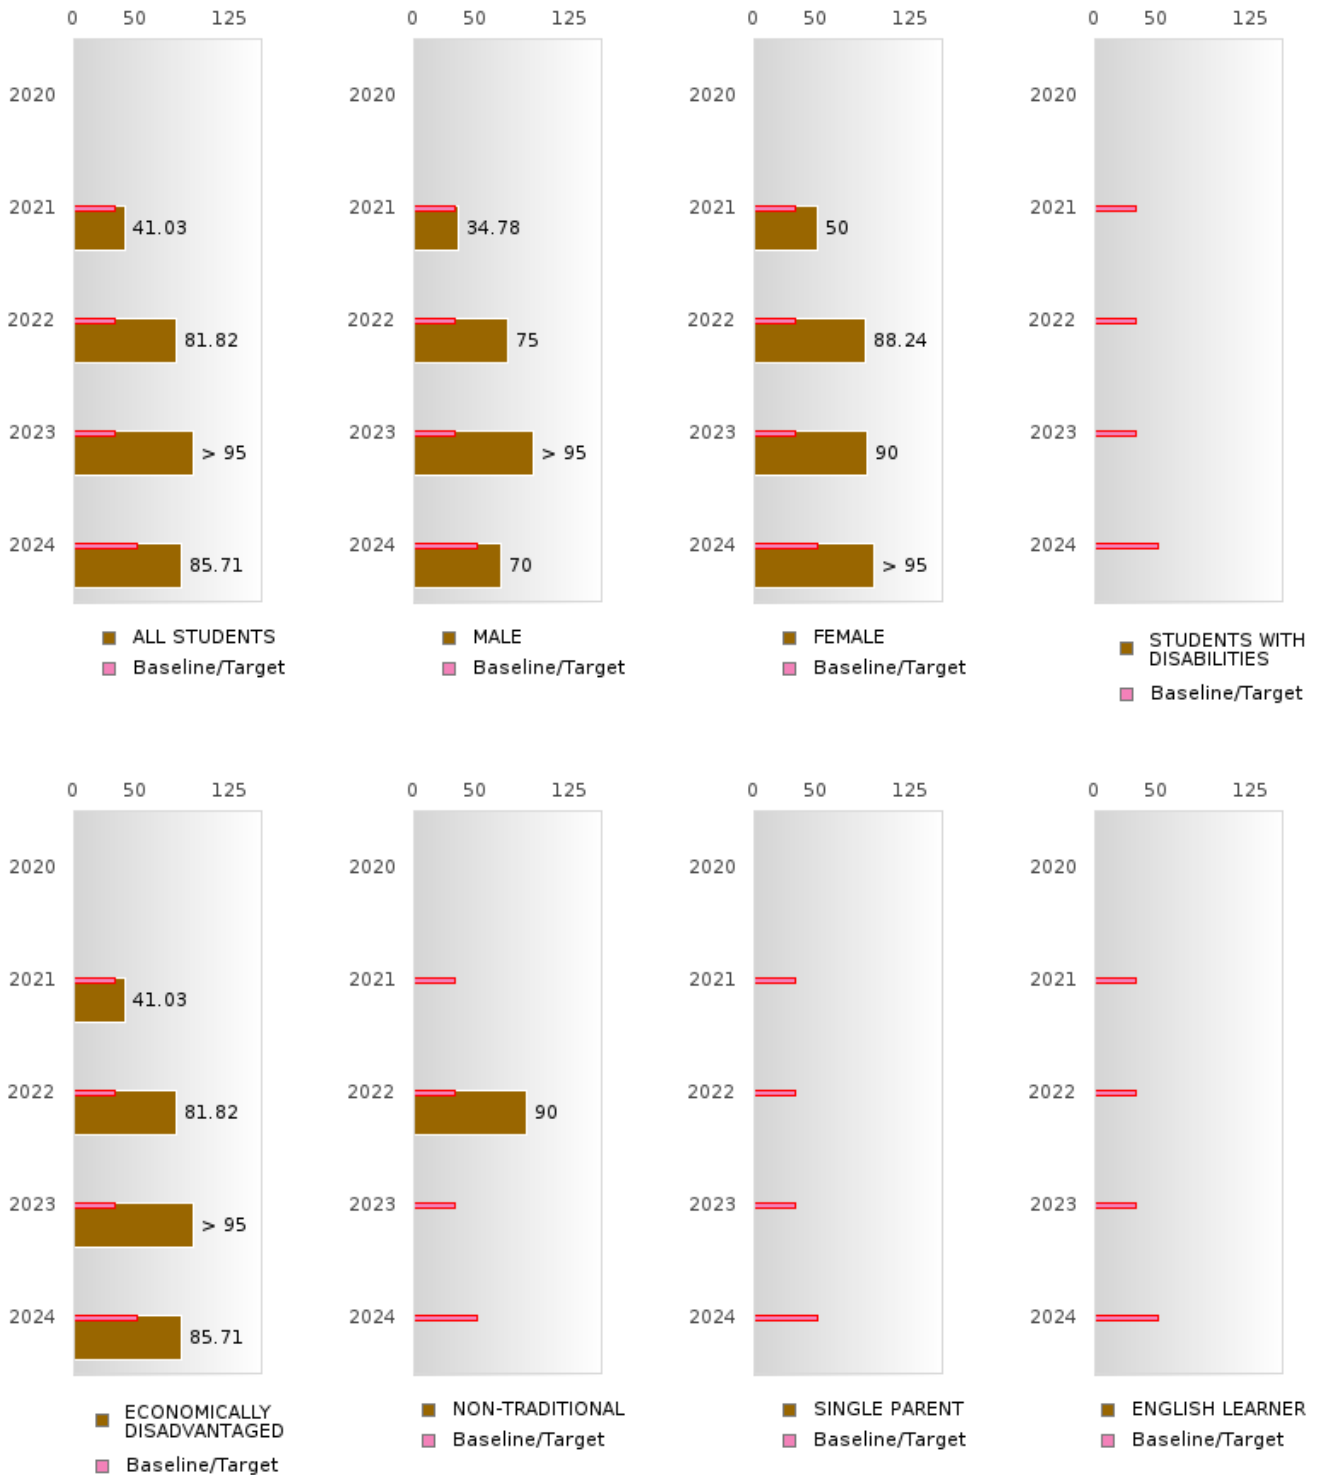 0 50 125
2020
2021
41.03
2022
81.82
2023
> 95
2024
85.71
ALL STUDENTS
Baseline/Target
0 50 125
2020
2021
34.78
2022
75
2023
> 95
2024
70
MALE
Baseline/Target
0 50 125
2020
2021
50
2022
88.24
2023
90
2024
> 95
FEMALE
Baseline/Target
0 50 125
2020
2021
2022
2023
2024
STUDENTS WITH
DISABILITIES
Baseline/Target
0 50 125
2020
2021
41.03
2022
81.82
2023
> 95
2024
85.71
ECONOMICALLY
DISADVANTAGED
Baseline/Target
0 50 125
2020
2021
2022
90
2023
2024
NON-TRADITIONAL
Baseline/Target
0 50 125
2020
2021
2022
2023
2024
SINGLE PARENT
Baseline/Target
0 50 125
2020
2021
2022
2023
2024
ENGLISH LEARNER
Baseline/Target